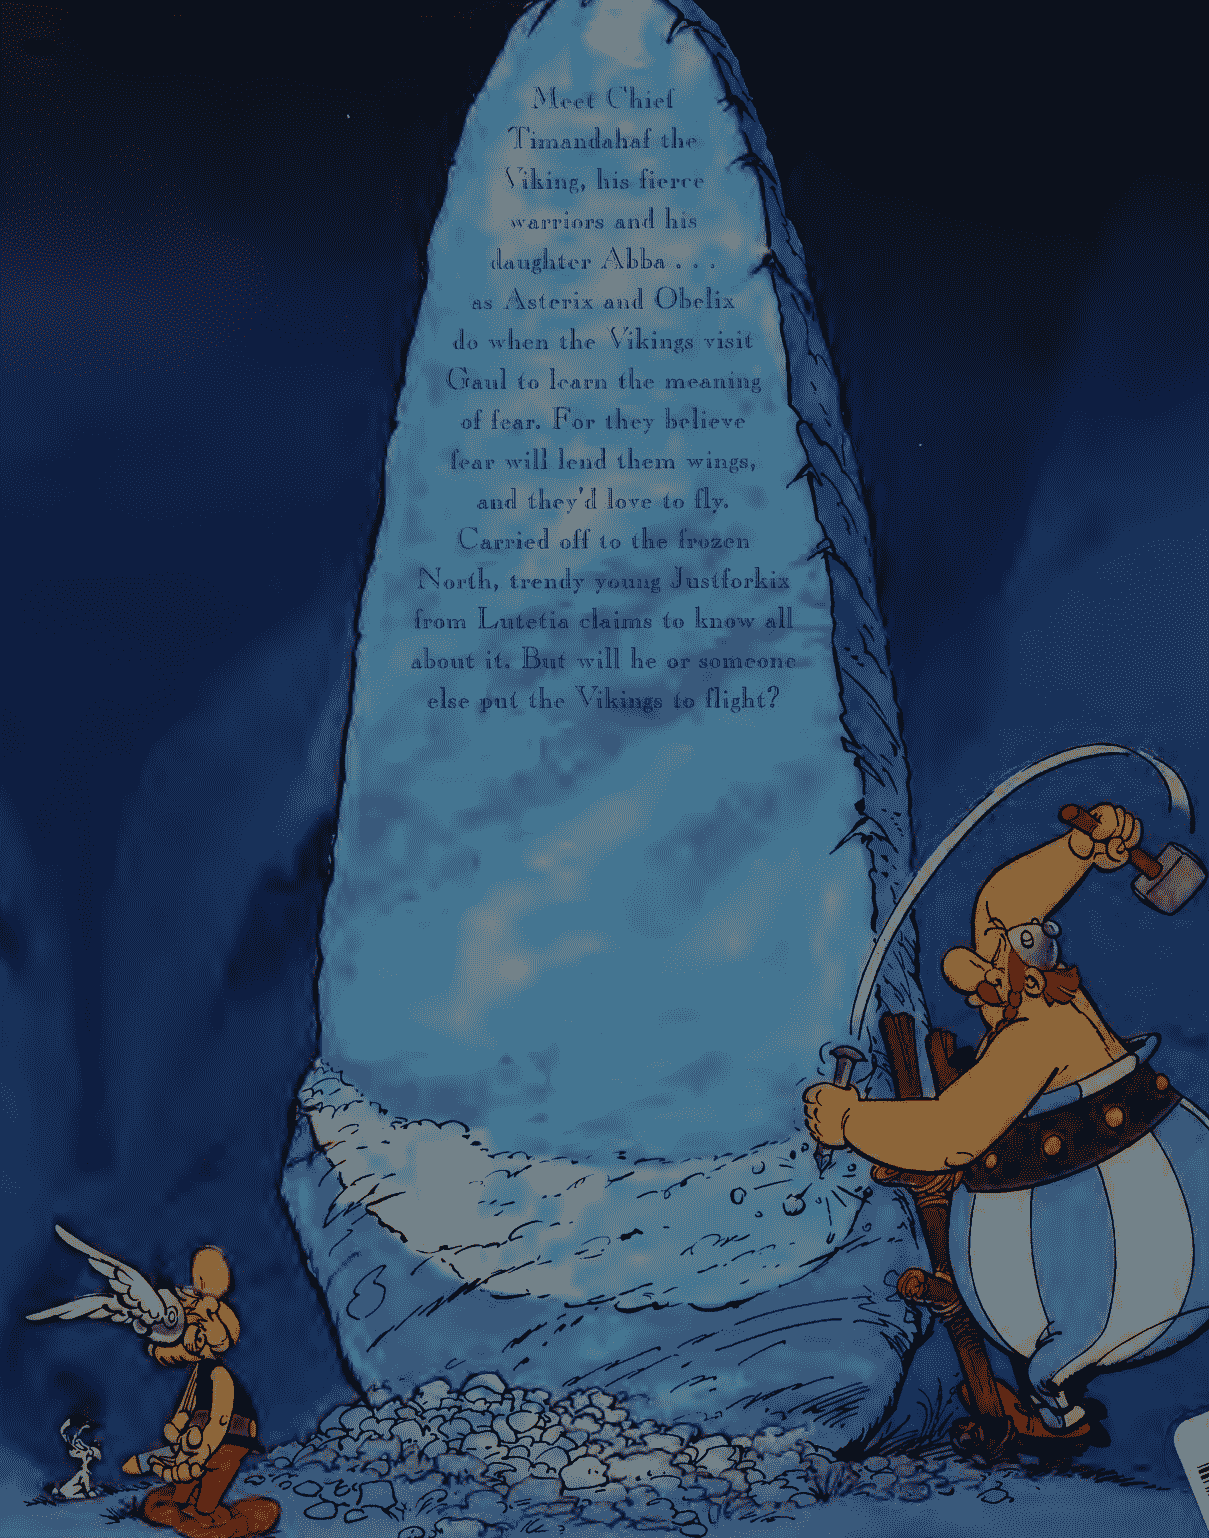 Meet Chief
Timandahaf the
Viking, his fierce
warriors and his
daughter Abba . . .
as Asterix and Obelix
do when the Vikings visit
Gaul to learn the meaning
of fear. For they believe
fear will lend them wings,
and they'd love to fly.
Carried off to the frozen
North, trendy young Justforkix
from Lutetia claims to know all
about it. But will he or someone
else put the Vikings to flight?